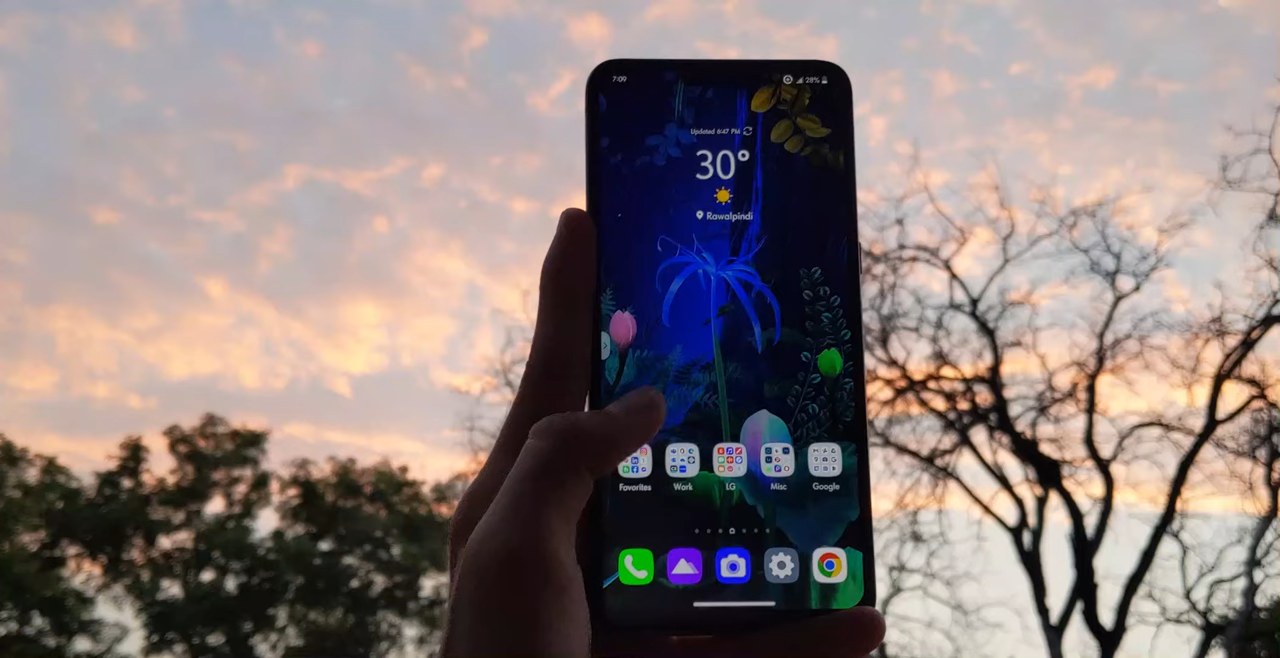 7:09
28%
Updated 6:47 PM
30°
Rawalpindi
Favorites
Work
LG
Misc
Google